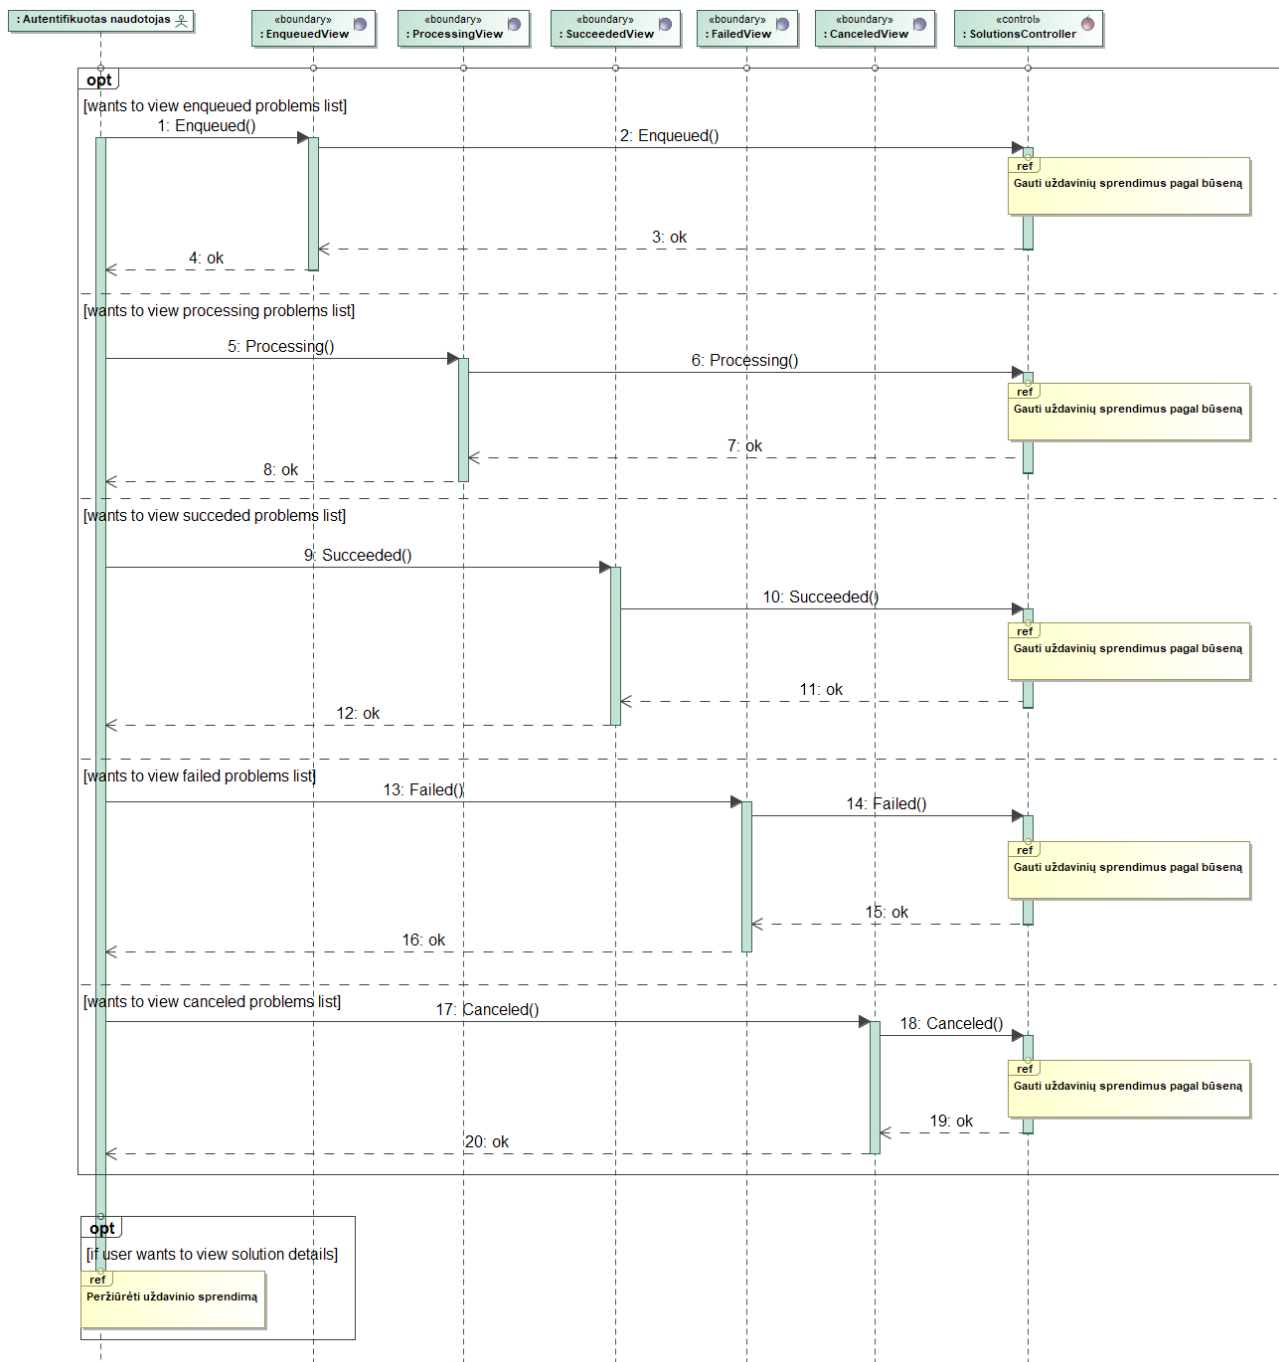 : Autentifikuotas naudotojas
«boundary»
: EnqueuedView
«boundary»
: ProcessingView
«boundary»
: SucceededView
«boundary»
: FailedView
«boundary»
: CanceledView
«control»
: SolutionsController
opt
[wants to view enqueued problems list]
1: Enqueued()
2: Enqueued()
ref
Gauti uždavinių sprendimus pagal būseną
3: ok
4: ok
[wants to view processing problems list]
5: Processing()
6: Processing()
ref
Gauti uždavinių sprendimus pagal būseną
7: ok
8: ok
[wants to view succeded problems list]
9: Succeeded()
10: Succeeded()
ref
Gauti uždavinių sprendimus pagal būseną
11: ok
12: ok
[wants to view failed problems list]
13: Failed()
14: Failed()
ref
Gauti uždavinių sprendimus pagal būseną
15: ok
16: ok
[wants to view canceled problems list]
17: Canceled()
18: Canceled()
ref
Gauti uždavinių sprendimus pagal būseną
19: ok
20: ok
opt
[if user wants to view solution details]
ref
Peržiūrėti uždavinio sprendimą